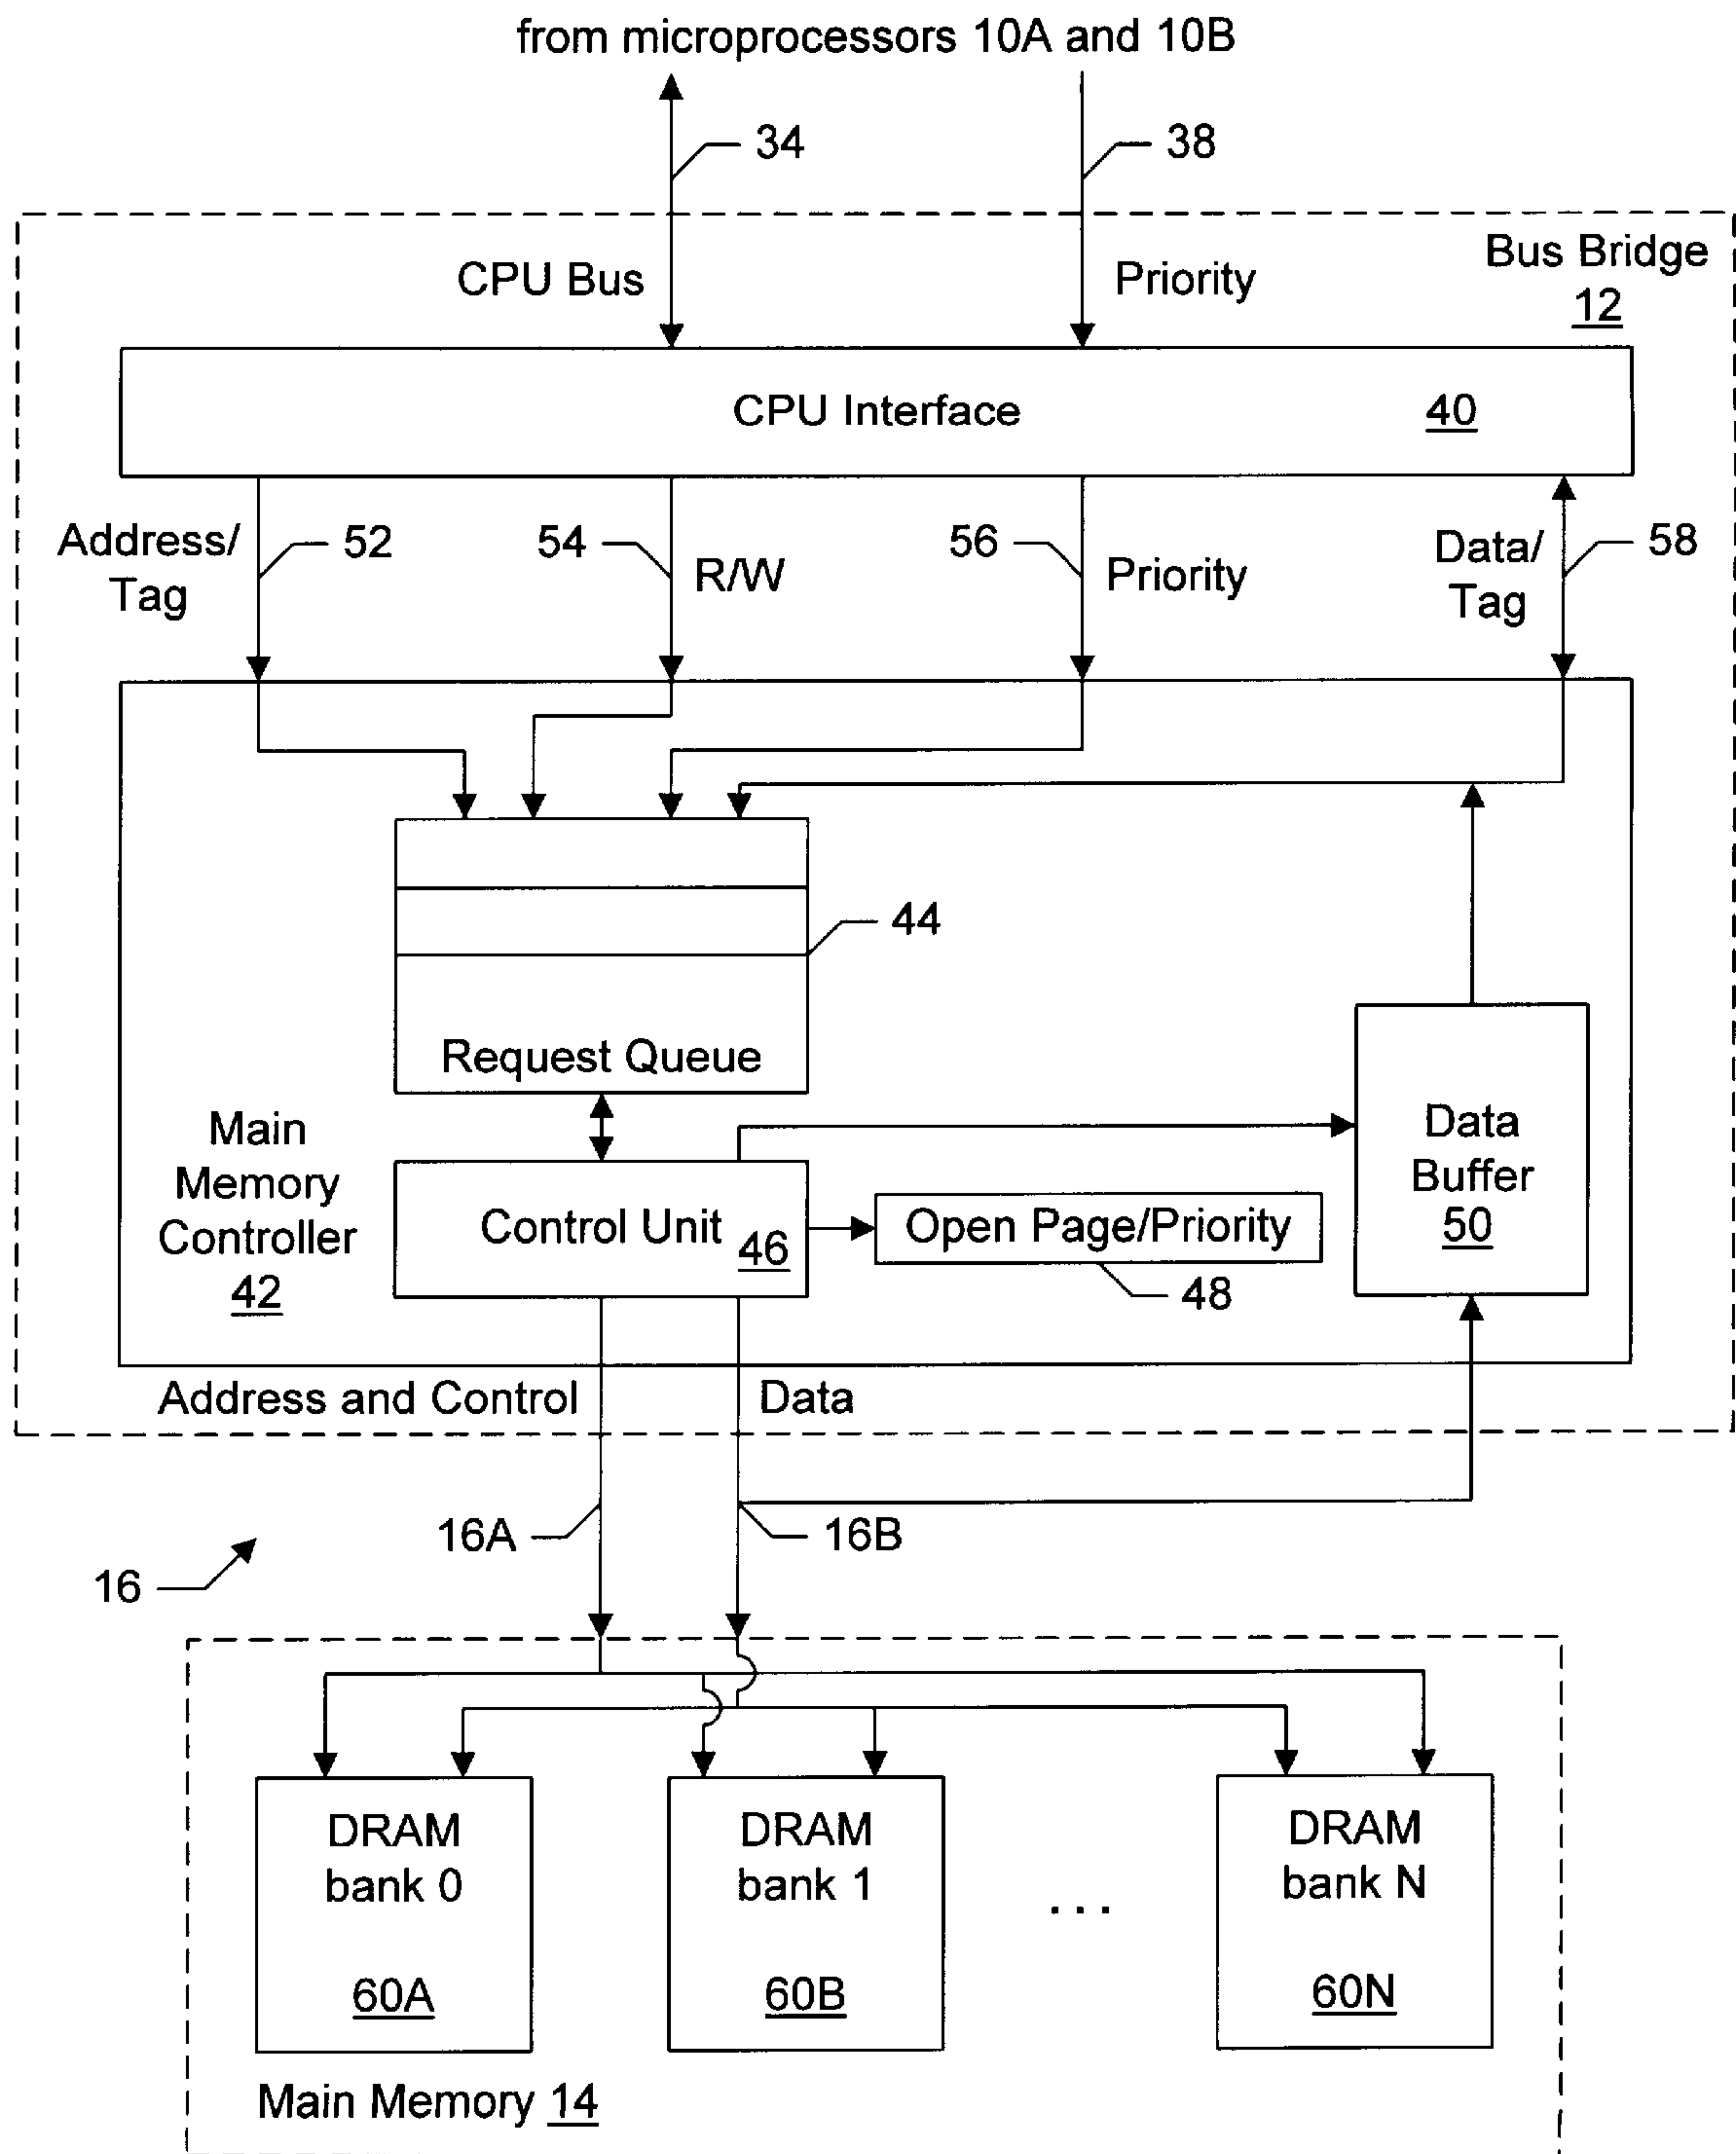 from microprocessors 10A and 10B
34
38
CPU Bus
Priority
Bus Bridge
12
CPU Interface 40
Address/
Tag
52
54
R/W
56
Priority
Data/
Tag
58
44
Request Queue
Main
Memory
Controller
42
Control Unit 46
Open Page/Priority
48
Data
Buffer
50
Address and Control
Data
16A
16B
16
DRAM
bank 0
60A
DRAM
bank 1
60B
...
DRAM
bank N
60N
Main Memory 14